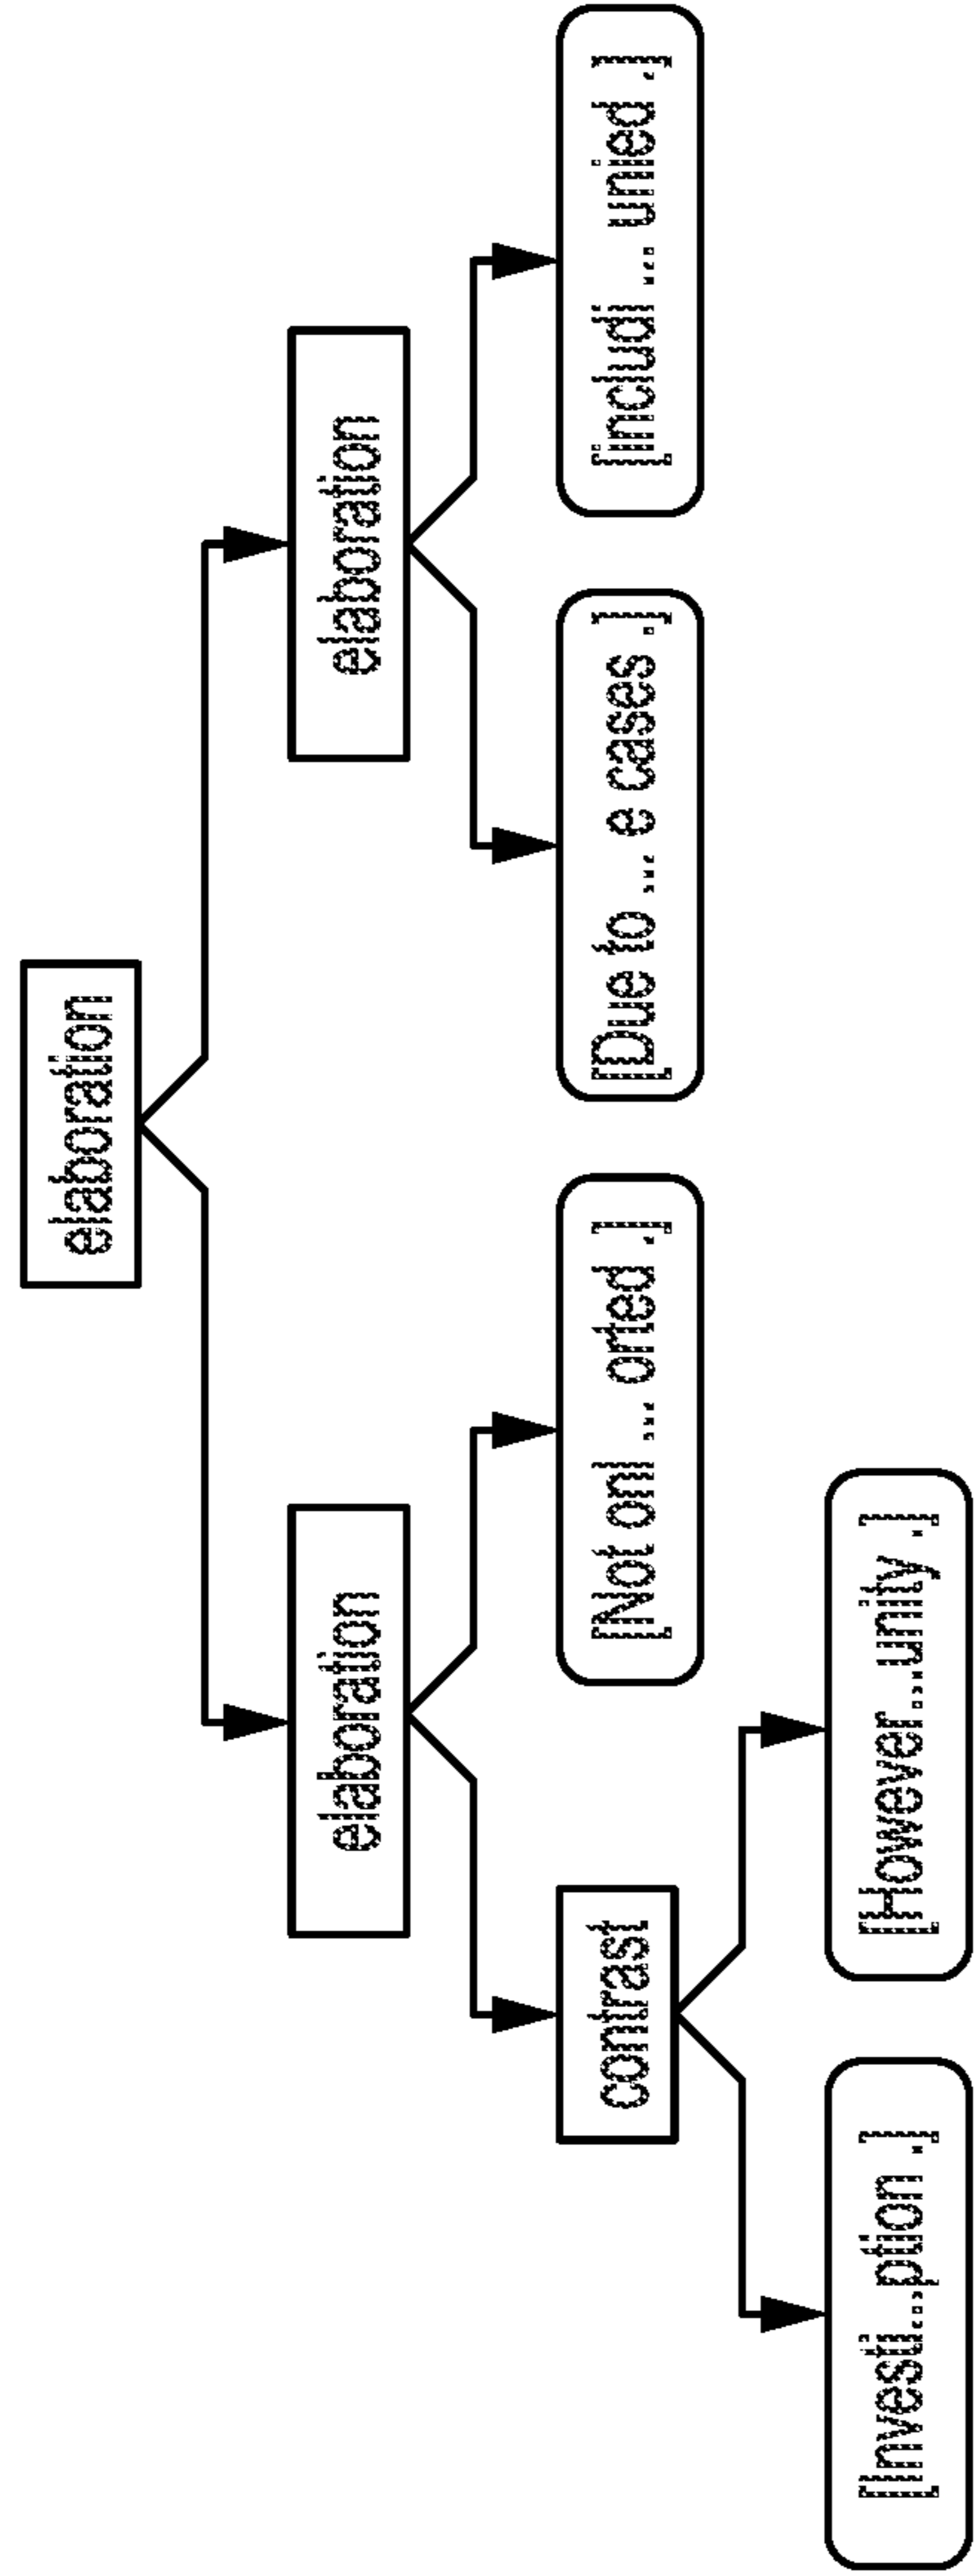 elaboration
elaboration
elaboration
contrast
[Not onl ... orted .]
[Due to ... e cases .]
[includi ... unied .]
[Investi...ption .]
[However...unity .]